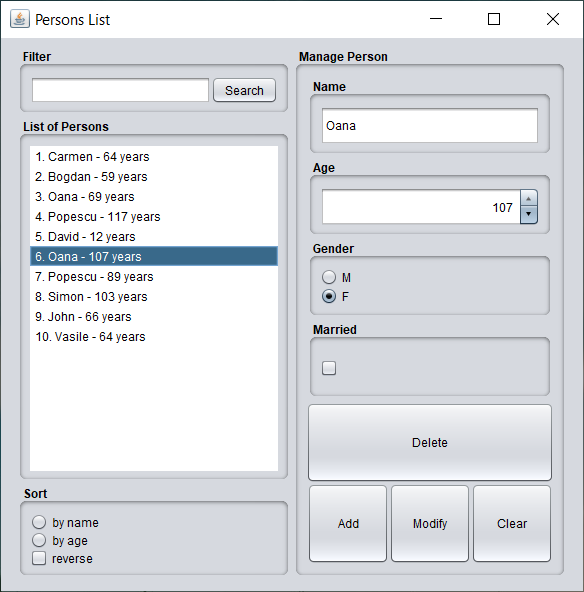 Persons List
Filter
Search
List of Persons
1. Carmen - 64 years
2. Bogdan - 59 years
3. Oana - 69 years
4. Popescu - 117 years
5. David - 12 years
6. Oana - 107 years
7. Popescu - 89 years
8. Simon - 103 years
9. John - 66 years
10. Vasile - 64 years
Sort
by name
by age
reverse
Manage Person
Name
Oana
Age
107
Gender
M
F
Married
Delete
Add
Modify
Clear